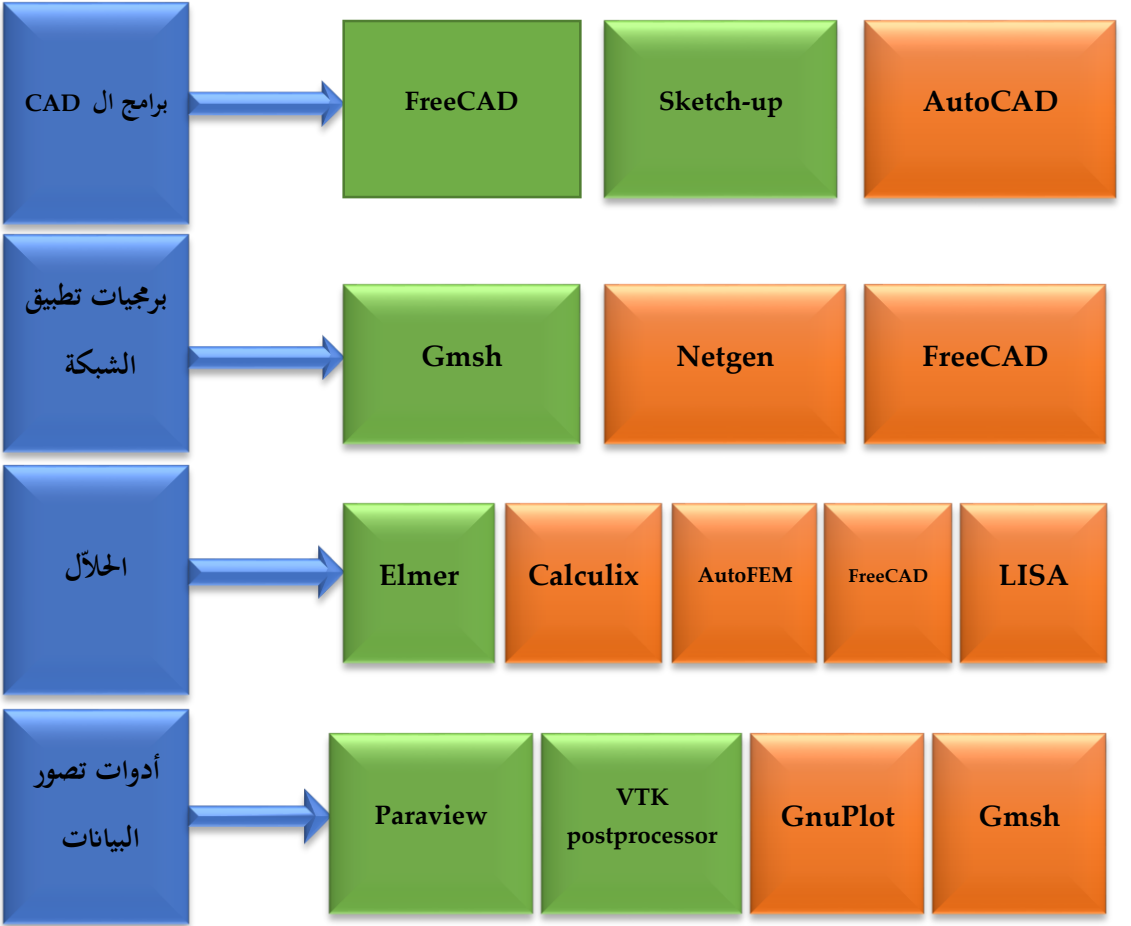 برامج ال CAD
FreeCAD
Sketch-up
AutoCAD
برمجيات تطبيق
الشبكة
Gmsh
Netgen
FreeCAD
الحلاّل
Elmer
Calculix
AutoFEM
FreeCAD
LISA
أدوات تصور
البيانات
Paraview
VTK
postprocessor
GnuPlot
Gmsh